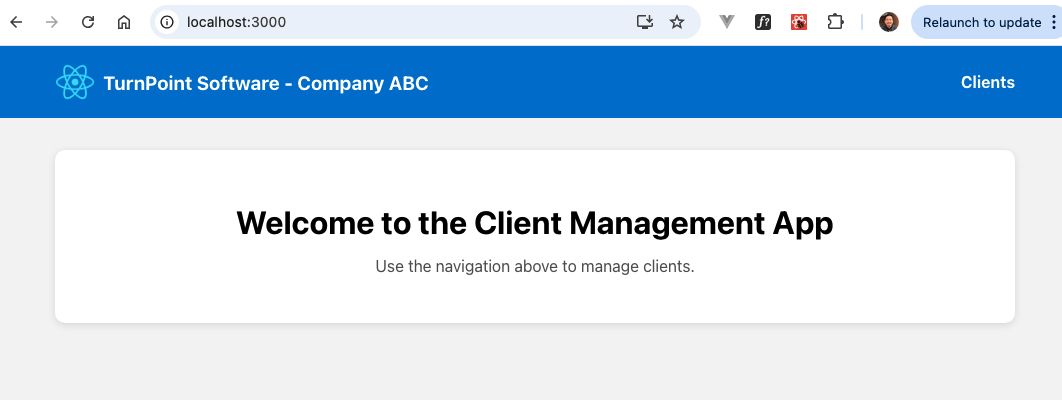 localhost:3000
f?
Relaunch to update
TurnPoint Software - Company ABC
Clients
Welcome to the Client Management App
Use the navigation above to manage clients.